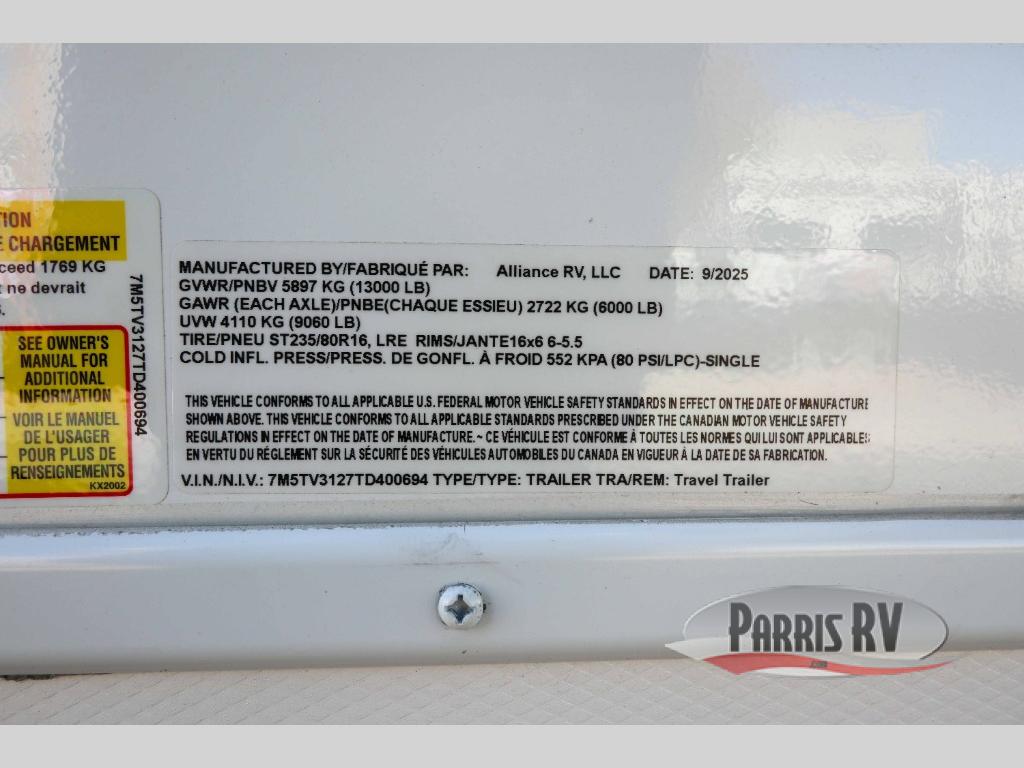 TION
E CHARGEMENT
ceed 1769 KG
t ne devrait
s.
SEE OWNER'S
MANUAL FOR
ADDITIONAL
INFORMATION
VOIR LE MANUEL
DE L'USAGER
POUR PLUS DE
RENSEIGNEMENTS
KX2002
7M5TV3127TD400694
MANUFACTURED BY/FABRIQUÉ PAR: Alliance RV, LLC DATE: 9/2025
GVWR/PNBV 5897 KG (13000 LB)
GAWR (EACH AXLE)/PNBE(CHAQUE ESSIEU) 2722 KG (6000 LB)
UVW 4110 KG (9060 LB)
TIRE/PNEU ST235/80R16, LRE RIMS/JANTE16x6 6-5.5
COLD INFL. PRESS/PRESS. DE GONFL. À FROID 552 KPA (80 PSI/LPC)-SINGLE
THIS VEHICLE CONFORMS TO ALL APPLICABLE U.S. FEDERAL MOTOR VEHICLE SAFETY STANDARDS IN EFFECT ON THE DATE OF MANUFACTURE
SHOWN ABOVE. THIS VEHICLE CONFORMS TO ALL APPLICABLE STANDARDS PRESCRIBED UNDER THE CANADIAN MOTOR VEHICLE SAFETY
REGULATIONS IN EFFECT ON THE DATE OF MANUFACTURE.~ CE VÉHICULE EST CONFORME À TOUTES LES NORMES QUI LUI SONT APPLICABLES
EN VERTU DU RÉGLEMENT SUR LA SÉCURITÉ DES VÉHICULES AUTOMOBILES DU CANADA EN VIGUEUR À LA DATE DE SA FABRICATION.
V.I.N./N.I.V.: 7M5TV3127TD400694 TYPE/TYPE: TRAILER TRA/REM: Travel Trailer
PARRIS RV
.com